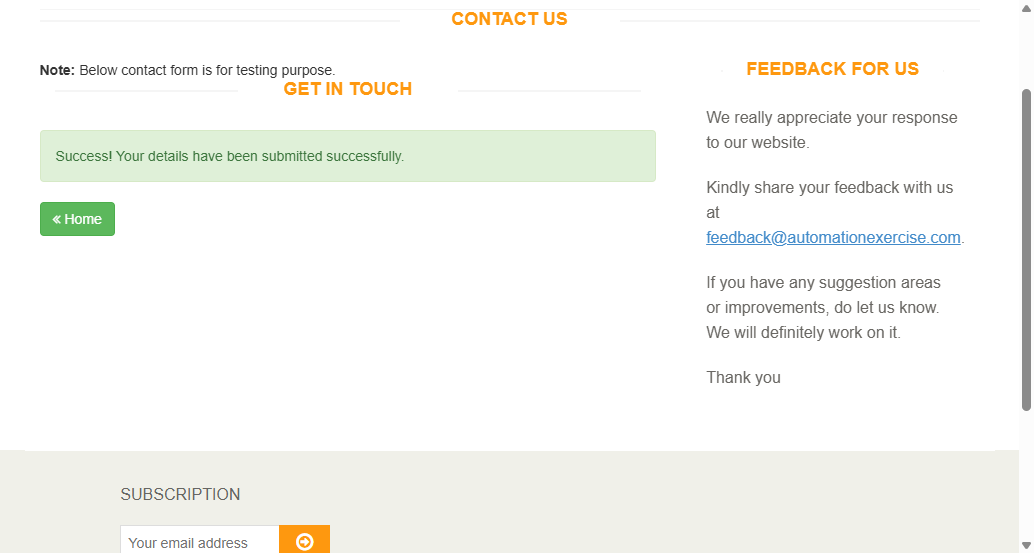 CONTACT US
Note: Below contact form is for testing purpose.
GET IN TOUCH
Success! Your details have been submitted successfully.
« Home
FEEDBACK FOR US
We really appreciate your response
to our website.
Kindly share your feedback with us
at
feedback@automationexercise.com.
If you have any suggestion areas
or improvements, do let us know.
We will definitely work on it.
Thank you
SUBSCRIPTION
Your email address